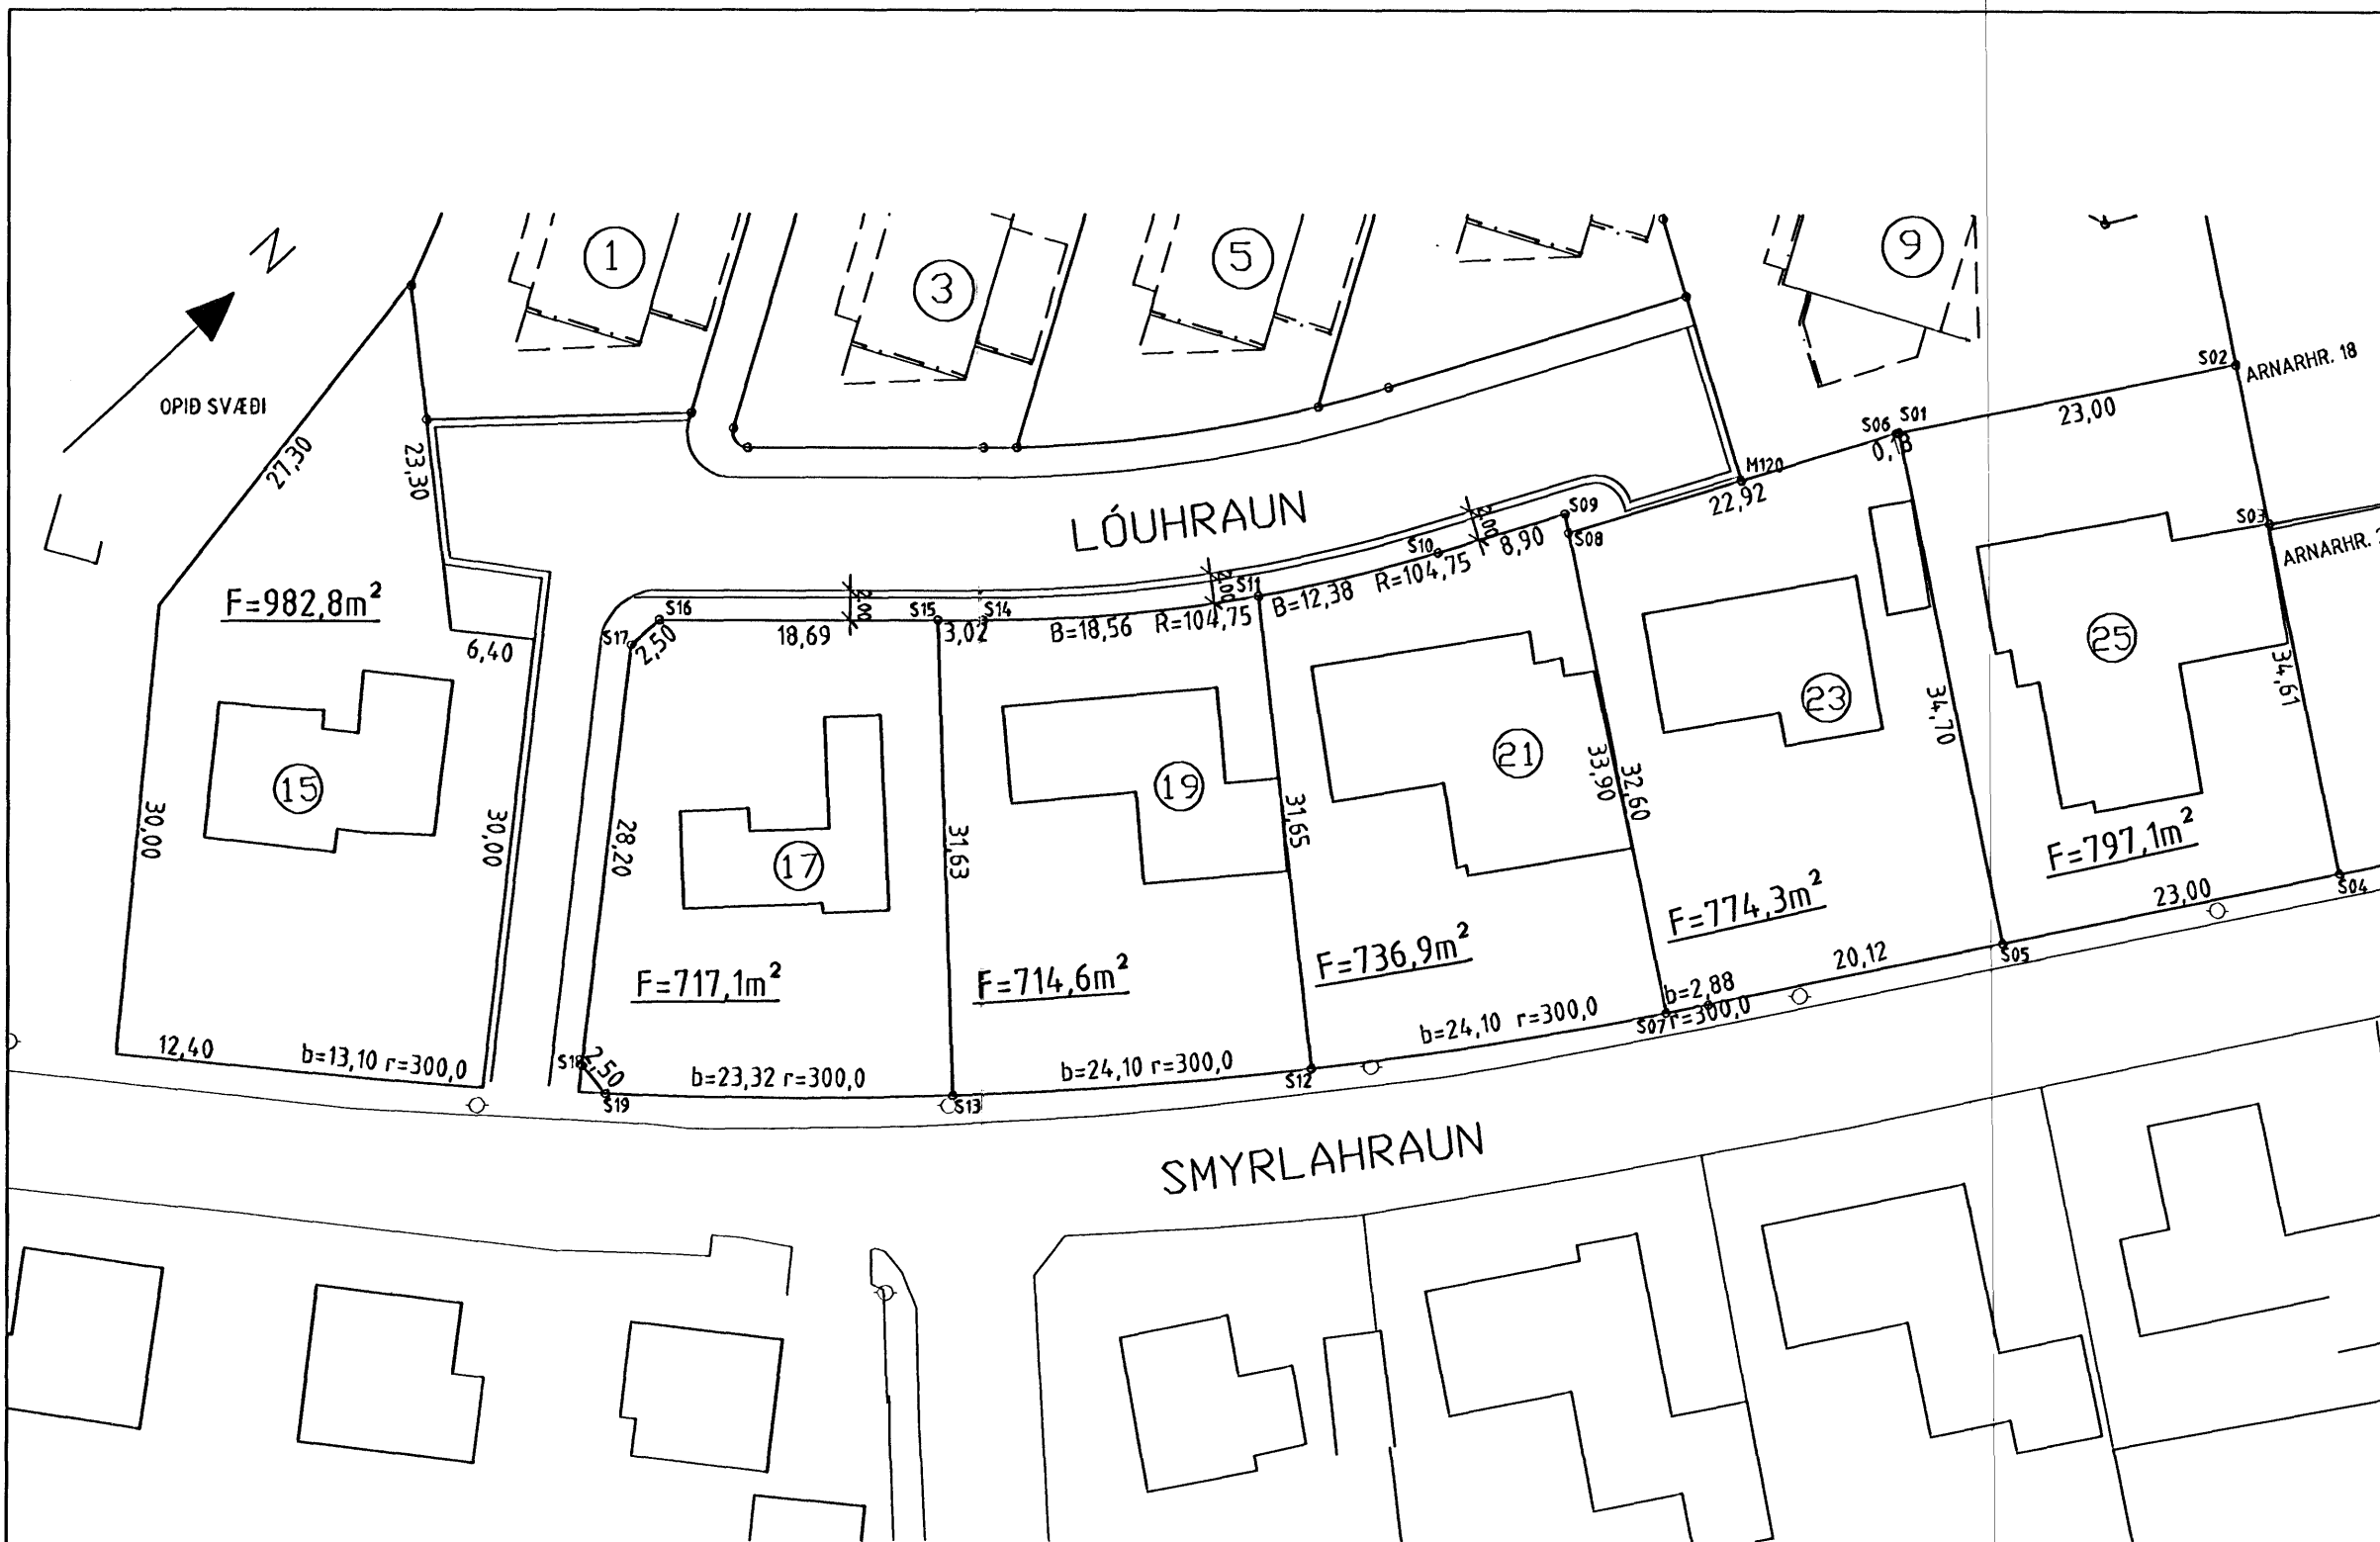 N
1
3
5
9
OPIÐ SVÆÐI
27,30
23,30
S02
ARNARHR. 18
23,00
S06
S01
0,18
M120
22,92
LÓUHRAUN
S09
S08
2,00
S10
8,90
S03
ARNARHR.
F=982,8m²
6,40
S17
S16
2,50
18,69
2,00
S15
S14
3,02
B=18,56 R=104,75
2,00
S11
B=12,38 R=104,75
15
17
19
21
23
25
30,00
30,00
28,20
31,63
31,65
33,90
32,60
34,70
34,61
F=717,1m²
F=714,6m²
F=736,9m²
F=774,3m²
F=797,1m²
12,40
b=13,10 r=300,0
S18
2,50
S19
b=23,32 r=300,0
S13
b=24,10 r=300,0
S12
b=24,10 r=300,0
S07
b=2,88
r=300,0
20,12
S05
23,00
S04
SMYRLAHRAUN